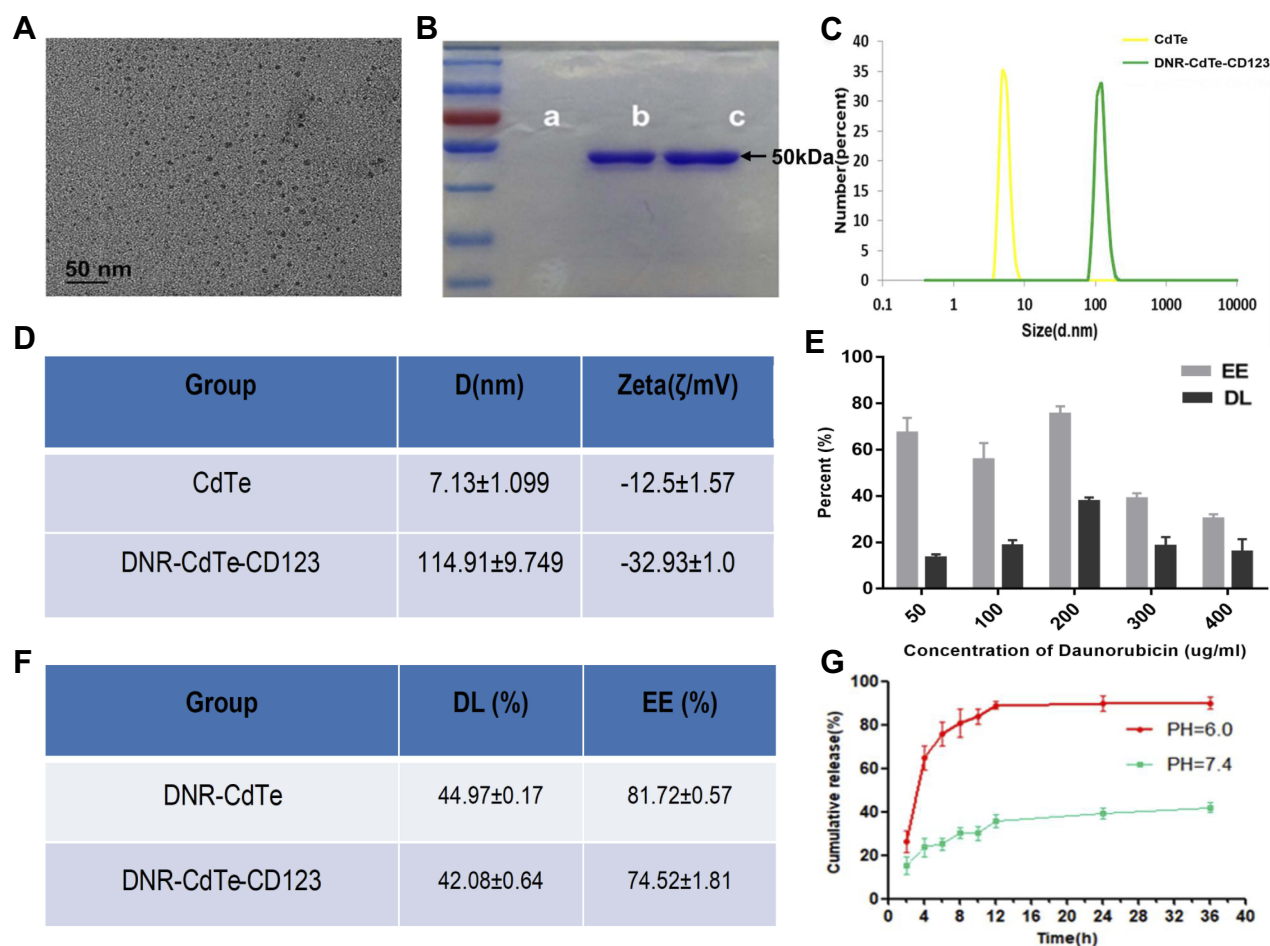 A
50 nm
B
a b c
50kDa
C
Number(percent)
40
35
30
25
20
15
10
5
0
0.1 1 10 100 1000 10000
Size(d.nm)
CdTe
DNR-CdTe-CD123
D
Group D(nm) Zeta(ζ/mV)
CdTe 7.13±1.099 -12.5±1.57
DNR-CdTe-CD123 114.91±9.749 -32.93±1.0
E
Percent (%)
100
80
60
40
20
0
50 100 200 300 400
Concentration of Daunorubicin (ug/ml)
EE
DL
F
Group DL (%) EE (%)
DNR-CdTe 44.97±0.17 81.72±0.57
DNR-CdTe-CD123 42.08±0.64 74.52±1.81
G
Cumulative release(%)
100
80
60
40
20
0
0 4 8 12 16 20 24 28 32 36 40
Time(h)
PH=6.0
PH=7.4